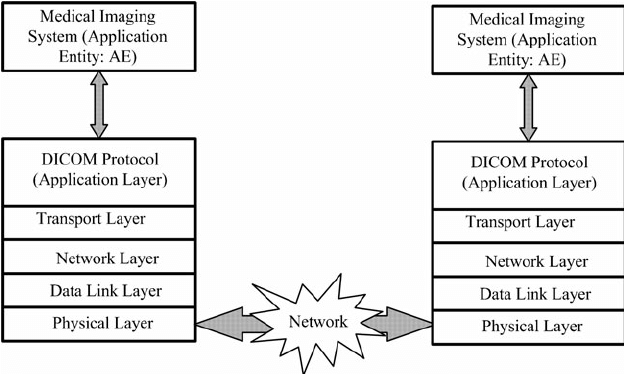 Medical Imaging
System (Application
Entity: AE)
DICOM Protocol
(Application Layer)
Transport Layer
Network Layer
Data Link Layer
Physical Layer
Network
Medical Imaging
System (Application
Entity: AE)
DICOM Protocol
(Application Layer)
Transport Layer
Network Layer
Data Link Layer
Physical Layer